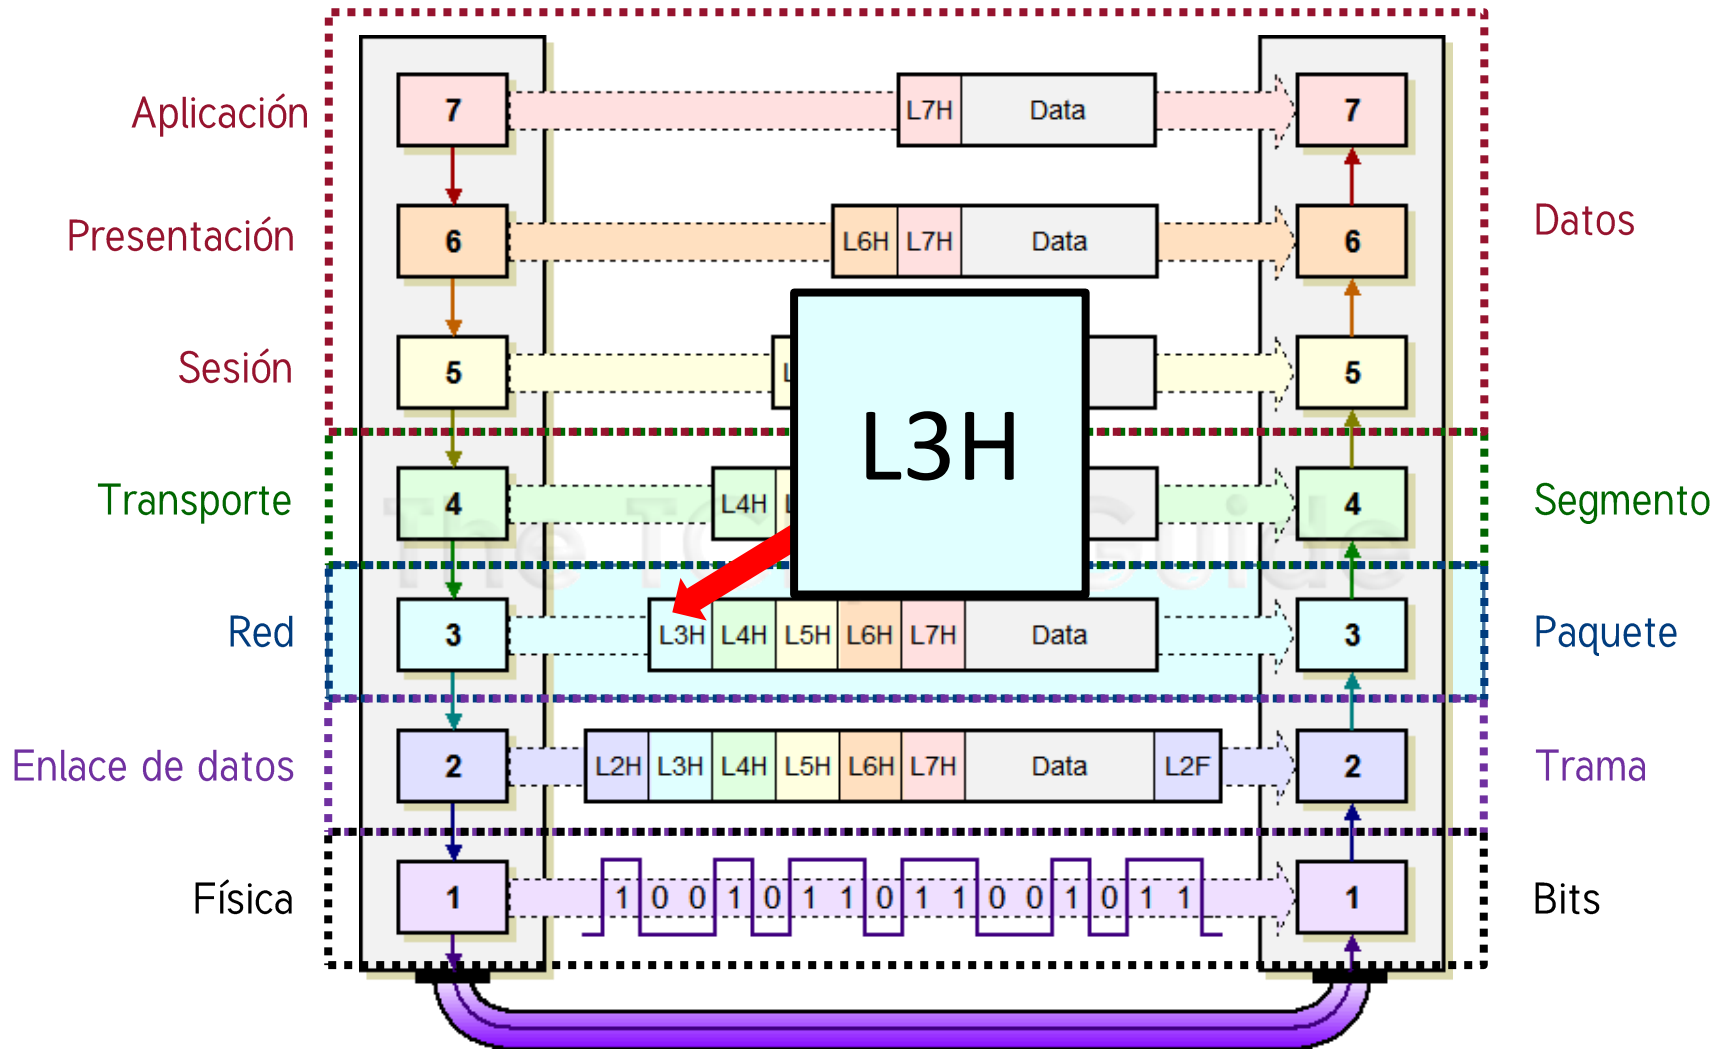 Aplicación 7 L7H Data 7
Presentación 6 L6H L7H Data 6 Datos
Sesión 5 5
L3H
Transporte 4 L4H 4 Segmento
The TC Guide
Red 3 L3H L4H L5H L6H L7H Data 3 Paquete
Enlace de datos 2 L2H L3H L4H L5H L6H L7H Data L2F 2 Trama
Física 1 1 0 0 1 0 1 1 0 1 1 0 0 1 0 1 1 1 Bits